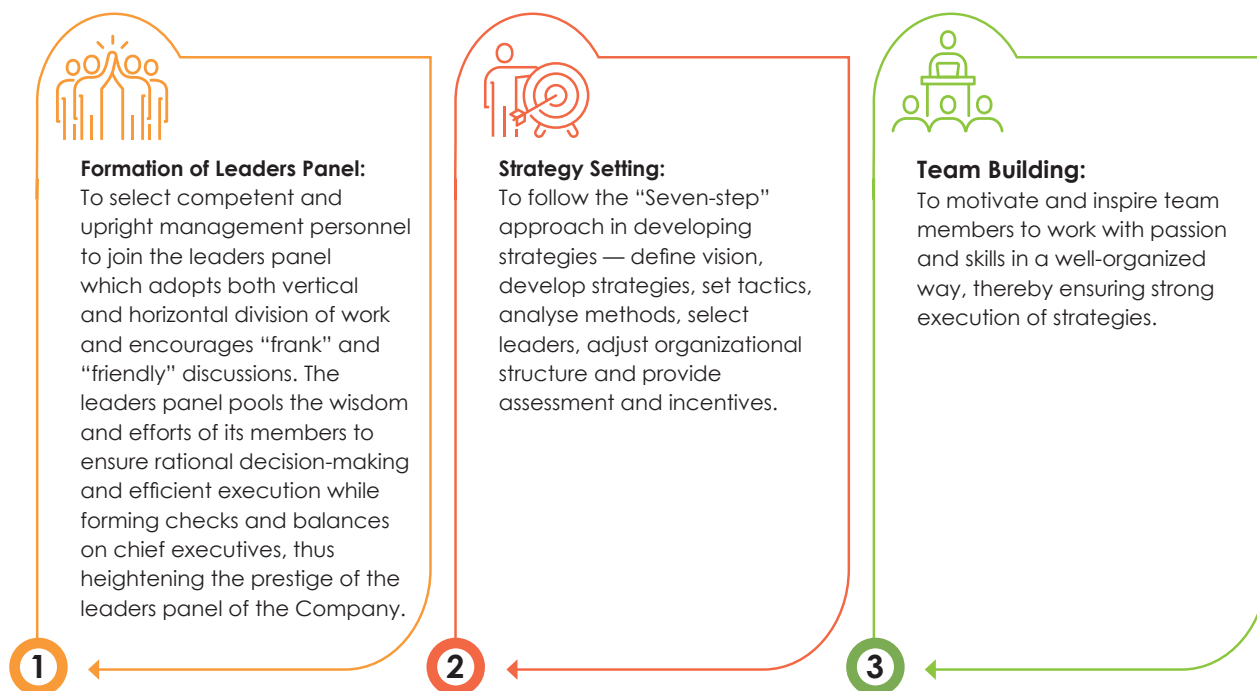 Formation of Leaders Panel:
To select competent and
upright management personnel
to join the leaders panel
which adopts both vertical
and horizontal division of work
and encourages “frank” and
“friendly” discussions. The
leaders panel pools the wisdom
and efforts of its members to
ensure rational decision-making
and efficient execution while
forming checks and balances
on chief executives, thus
heightening the prestige of the
leaders panel of the Company.
1
Strategy Setting:
To follow the “Seven-step”
approach in developing
strategies — define vision,
develop strategies, set tactics,
analyse methods, select
leaders, adjust organizational
structure and provide
assessment and incentives.
2
Team Building:
To motivate and inspire team
members to work with passion
and skills in a well-organized
way, thereby ensuring strong
execution of strategies.
3